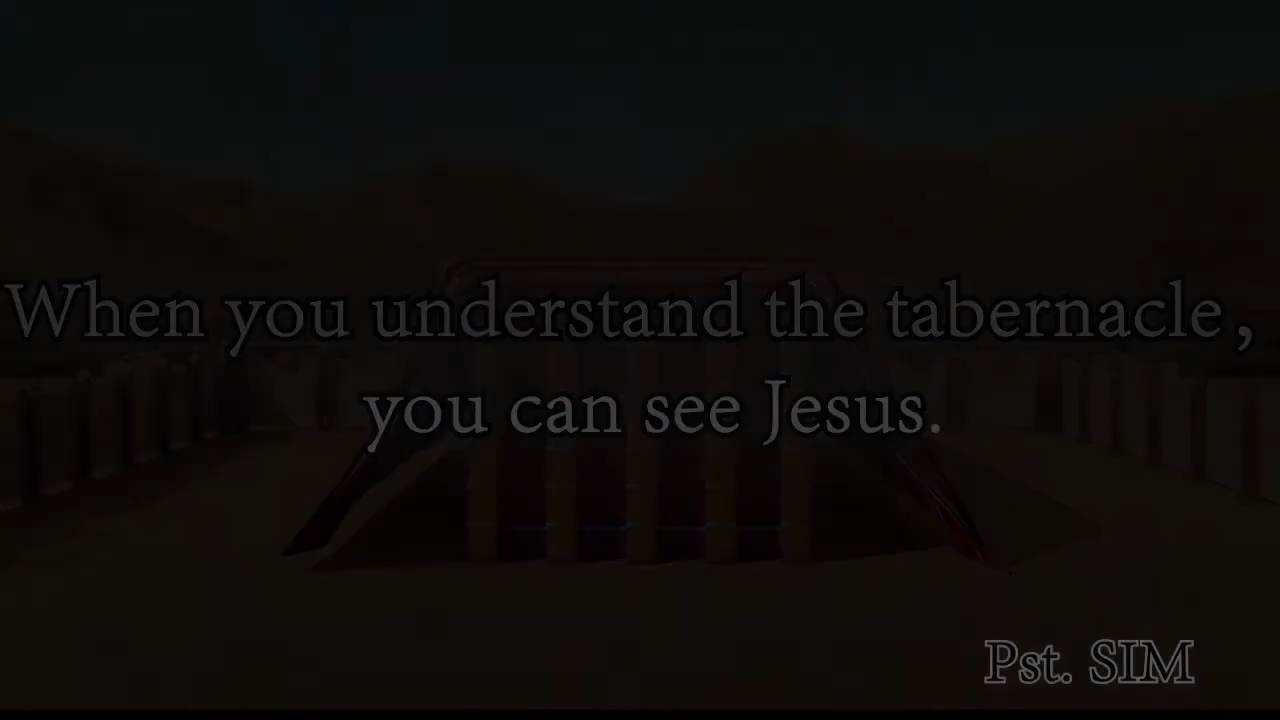 When you understand the tabernacle,
you can see Jesus.
Pst. SIM